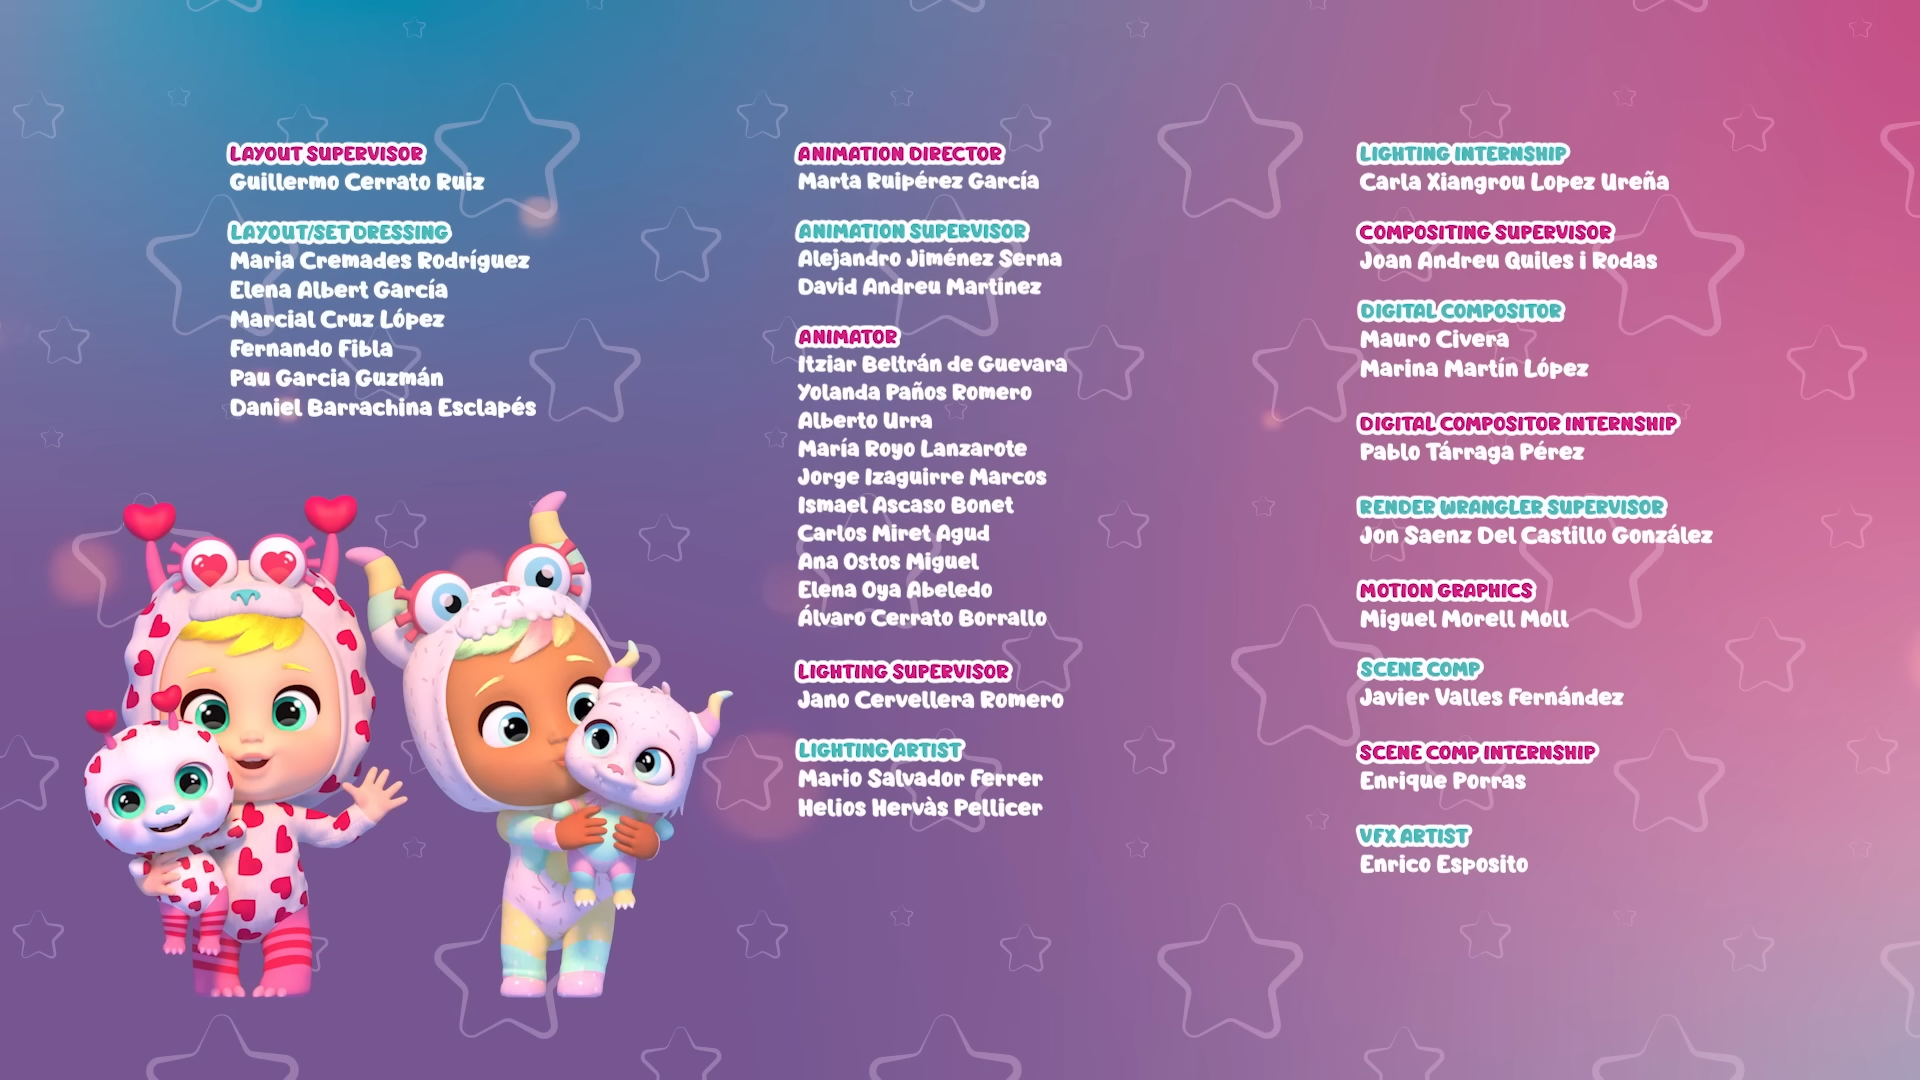 LAYOUT SUPERVISOR
Guillermo Cerrato Ruiz
LAYOUT/SET DRESSING
Maria Cremades Rodríguez
Elena Albert García
Marcial Cruz López
Fernando Fibla
Pau Garcia Guzmán
Daniel Barrachina Esclapés
ANIMATION DIRECTOR
Marta Ruipérez García
ANIMATION SUPERVISOR
Alejandro Jiménez Serna
David Andreu Martinez
ANIMATOR
Itziar Beltrán de Guevara
Yolanda Paños Romero
Alberto Urra
María Royo Lanzarote
Jorge Izaguirre Marcos
Ismael Ascaso Bonet
Carlos Miret Agud
Ana Ostos Miguel
Elena Oya Abeledo
Álvaro Cerrato Borrallo
LIGHTING SUPERVISOR
Jano Cervellera Romero
LIGHTING ARTIST
Mario Salvador Ferrer
Helios Hervàs Pellicer
LIGHTING INTERNSHIP
Carla Xiangrou Lopez Ureña
COMPOSITING SUPERVISOR
Joan Andreu Quiles i Rodas
DIGITAL COMPOSITOR
Mauro Civera
Marina Martín López
DIGITAL COMPOSITOR INTERNSHIP
Pablo Tárraga Pérez
RENDER WRANGLER SUPERVISOR
Jon Saenz Del Castillo González
MOTION GRAPHICS
Miguel Morell Moll
SCENE COMP
Javier Valles Fernández
SCENE COMP INTERNSHIP
Enrique Porras
VFX ARTIST
Enrico Esposito